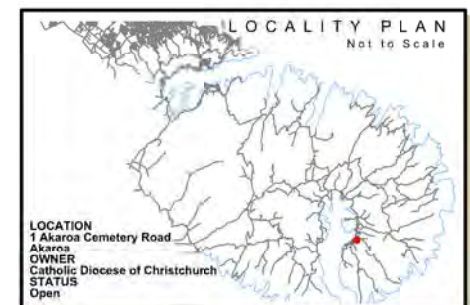 LOCALITY PLAN
Not to Scale
LOCATION
1 Akaroa Cemetery Road
Akaroa
OWNER
Catholic Diocese of Christchurch
STATUS
Open